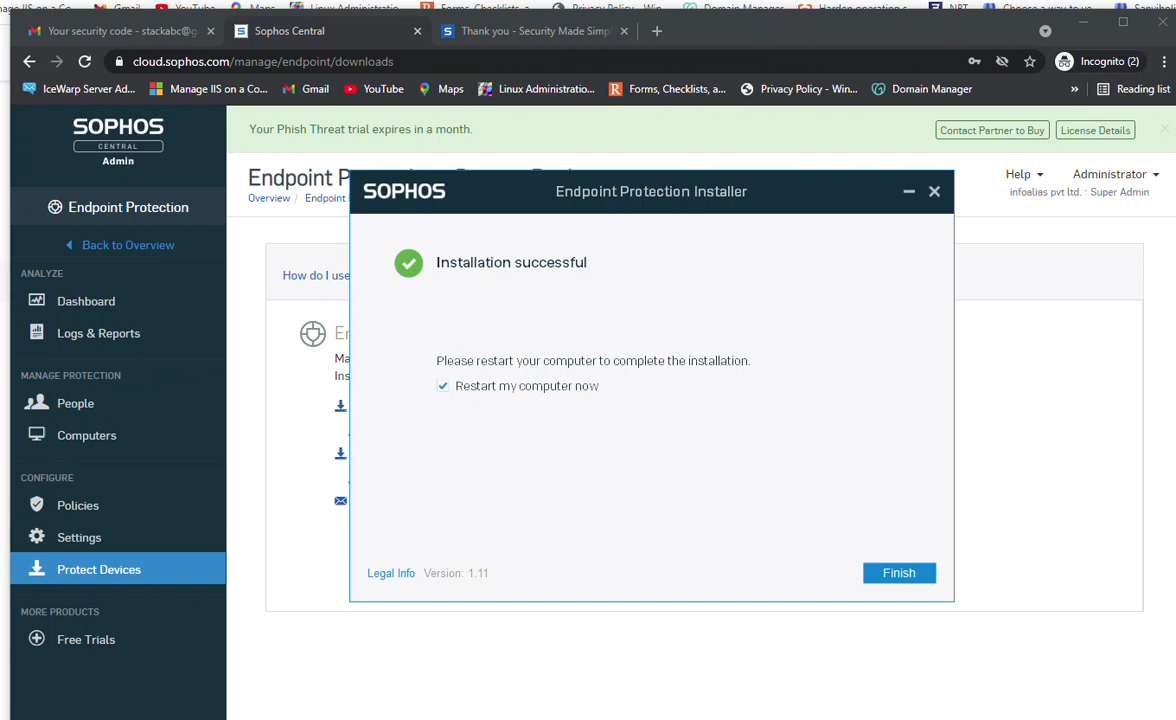 Your security code - stackabc@g
Sophos Central
Thank you - Security Made Simpl
cloud.sophos.com/manage/endpoint/downloads
Incognito (2)
IceWarp Server Ad...
Manage IIS on a Co...
Gmail
YouTube
Maps
Linux Administratio...
Forms, Checklists, a...
Privacy Policy - Win...
Domain Manager
»
Reading list
SOPHOS
CENTRAL
Admin
Your Phish Threat trial expires in a month.
Contact Partner to Buy
License Details
Endpoint P
Overview / Endpoint
Help
Administrator
infoalias pvt ltd. · Super Admin
Endpoint Protection
Back to Overview
ANALYZE
Dashboard
Logs & Reports
MANAGE PROTECTION
People
Computers
CONFIGURE
Policies
Settings
Protect Devices
MORE PRODUCTS
Free Trials
How do I use
Ma
Ins
SOPHOS
Endpoint Protection Installer
Installation successful
Please restart your computer to complete the installation.
Restart my computer now
Legal Info Version: 1.11
Finish